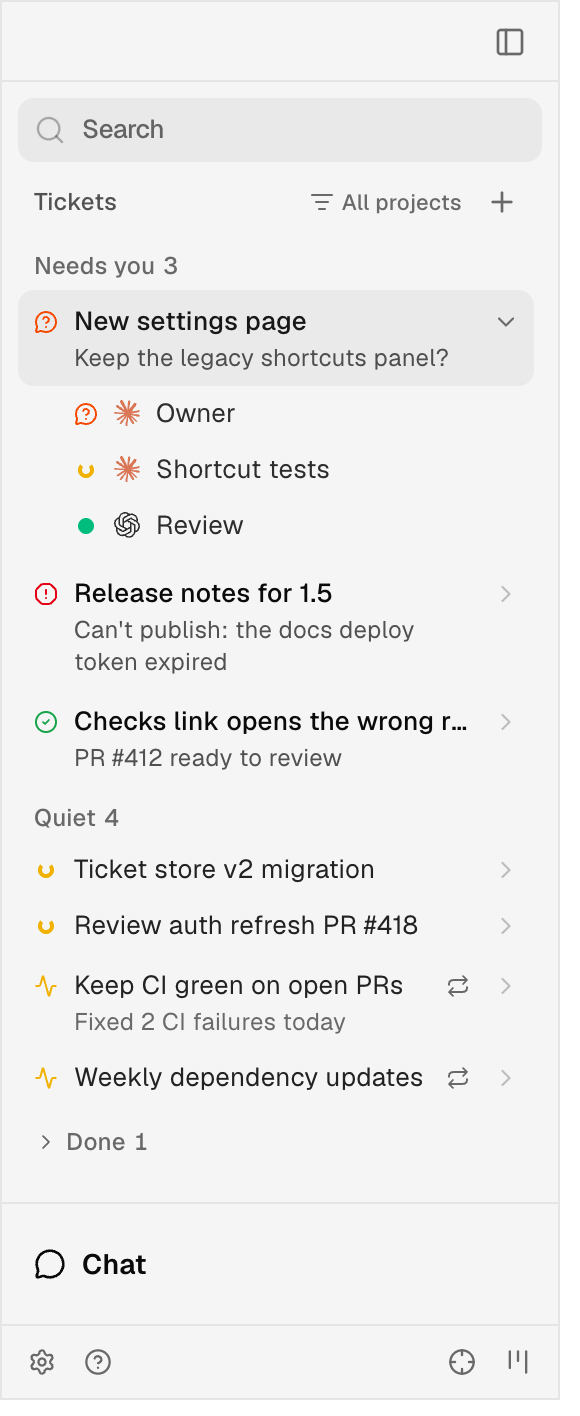 Search
Tickets
All projects
Needs you 3
New settings page
Keep the legacy shortcuts panel?
Owner
Shortcut tests
Review
Release notes for 1.5
Can't publish: the docs deploy
token expired
Checks link opens the wrong r...
PR #412 ready to review
Quiet 4
Ticket store v2 migration
Review auth refresh PR #418
Keep CI green on open PRs
Fixed 2 CI failures today
Weekly dependency updates
Done 1
Chat